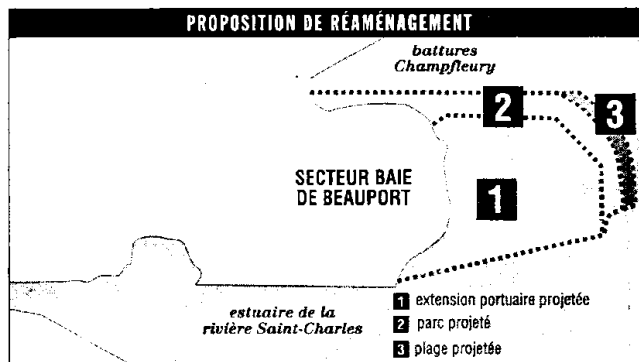 PROPOSITION DE RÉAMÉNAGEMENT
battures
Champfleury
2
3
SECTEUR BAIE
DE BEAUPORT
1
estuaire de la
rivière Saint-Charles
1 extension portuaire projetée
2 parc projeté
3 plage projetée